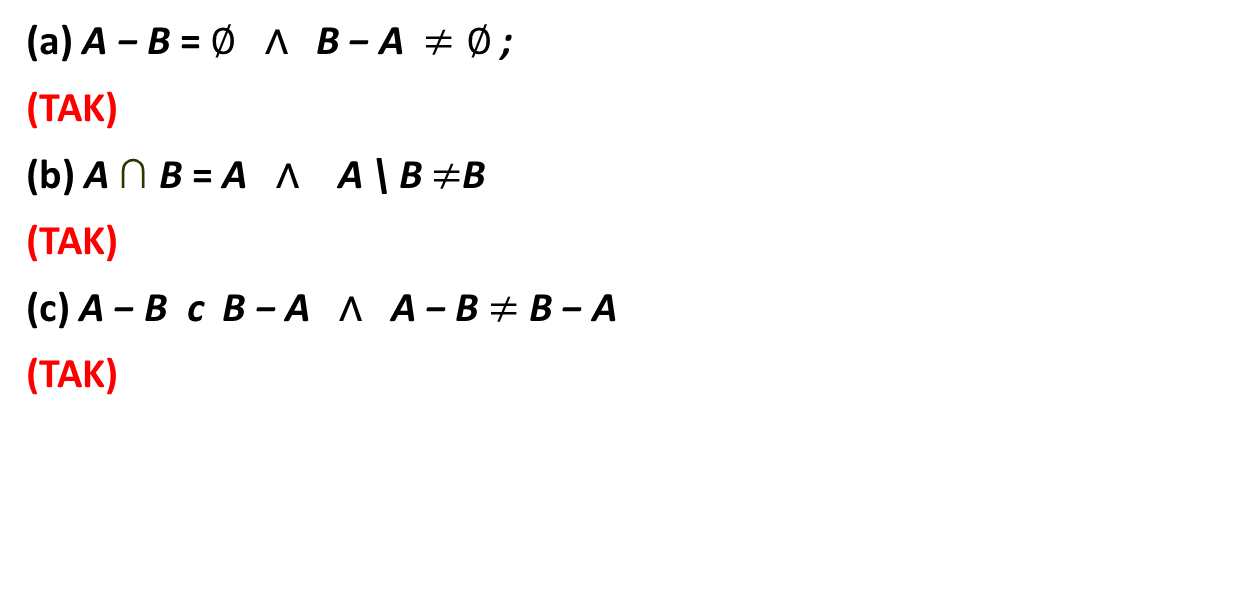 (a) A – B = ∅ ∧ B – A ≠ ∅ ;
(TAK)
(b) A ∩ B = A ∧ A \ B ≠B
(TAK)
(c) A – B c B – A ∧ A – B ≠ B – A
(TAK)